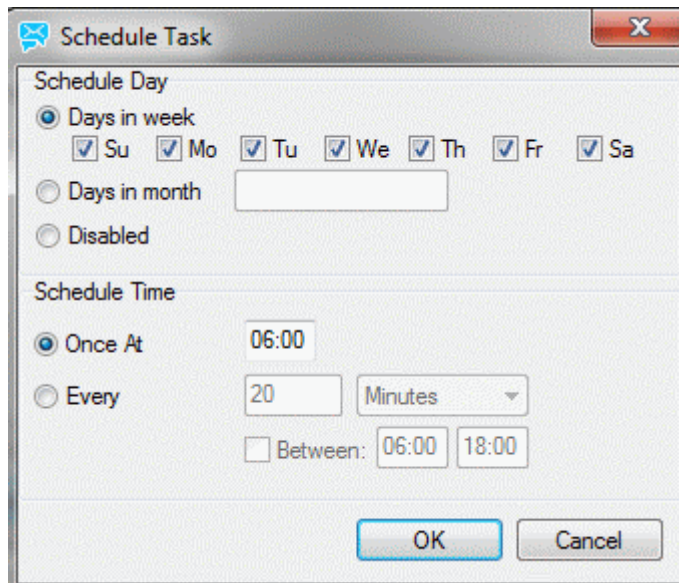 Schedule Task
Schedule Day
Days in week
Su Mo Tu We Th Fr Sa
Days in month
Disabled
Schedule Time
Once At 06:00
Every 20 Minutes
Between: 06:00 18:00
OK Cancel